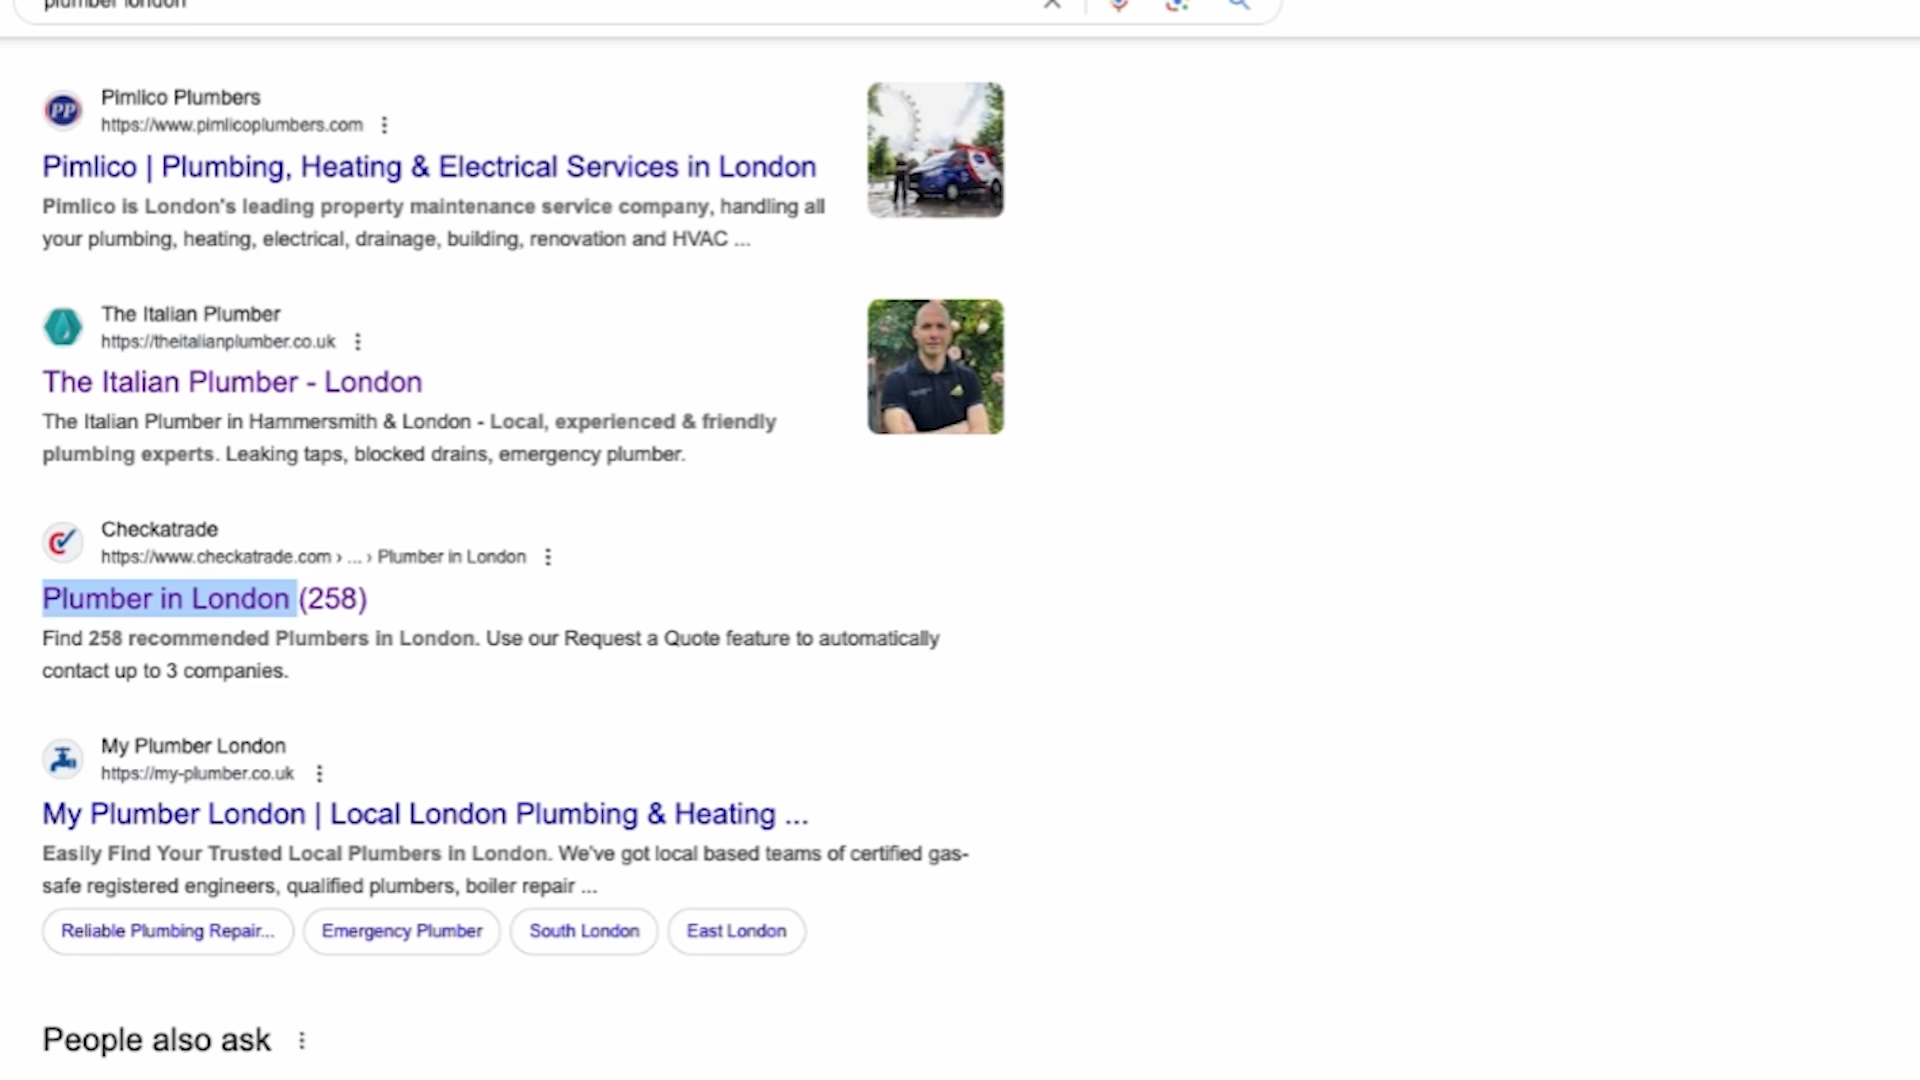 plumber london
Pimlico Plumbers
https://www.pimlicoplumbers.com
Pimlico | Plumbing, Heating & Electrical Services in London
Pimlico is London's leading property maintenance service company, handling all
your plumbing, heating, electrical, drainage, building, renovation and HVAC ...
The Italian Plumber
https://theitalianplumber.co.uk
The Italian Plumber - London
The Italian Plumber in Hammersmith & London - Local, experienced & friendly
plumbing experts. Leaking taps, blocked drains, emergency plumber.
Checkatrade
https://www.checkatrade.com › ... › Plumber in London
Plumber in London (258)
Find 258 recommended Plumbers in London. Use our Request a Quote feature to automatically
contact up to 3 companies.
My Plumber London
https://my-plumber.co.uk
My Plumber London | Local London Plumbing & Heating ...
Easily Find Your Trusted Local Plumbers in London. We've got local based teams of certified gas-
safe registered engineers, qualified plumbers, boiler repair ...
Reliable Plumbing Repair... Emergency Plumber South London East London
People also ask
PP